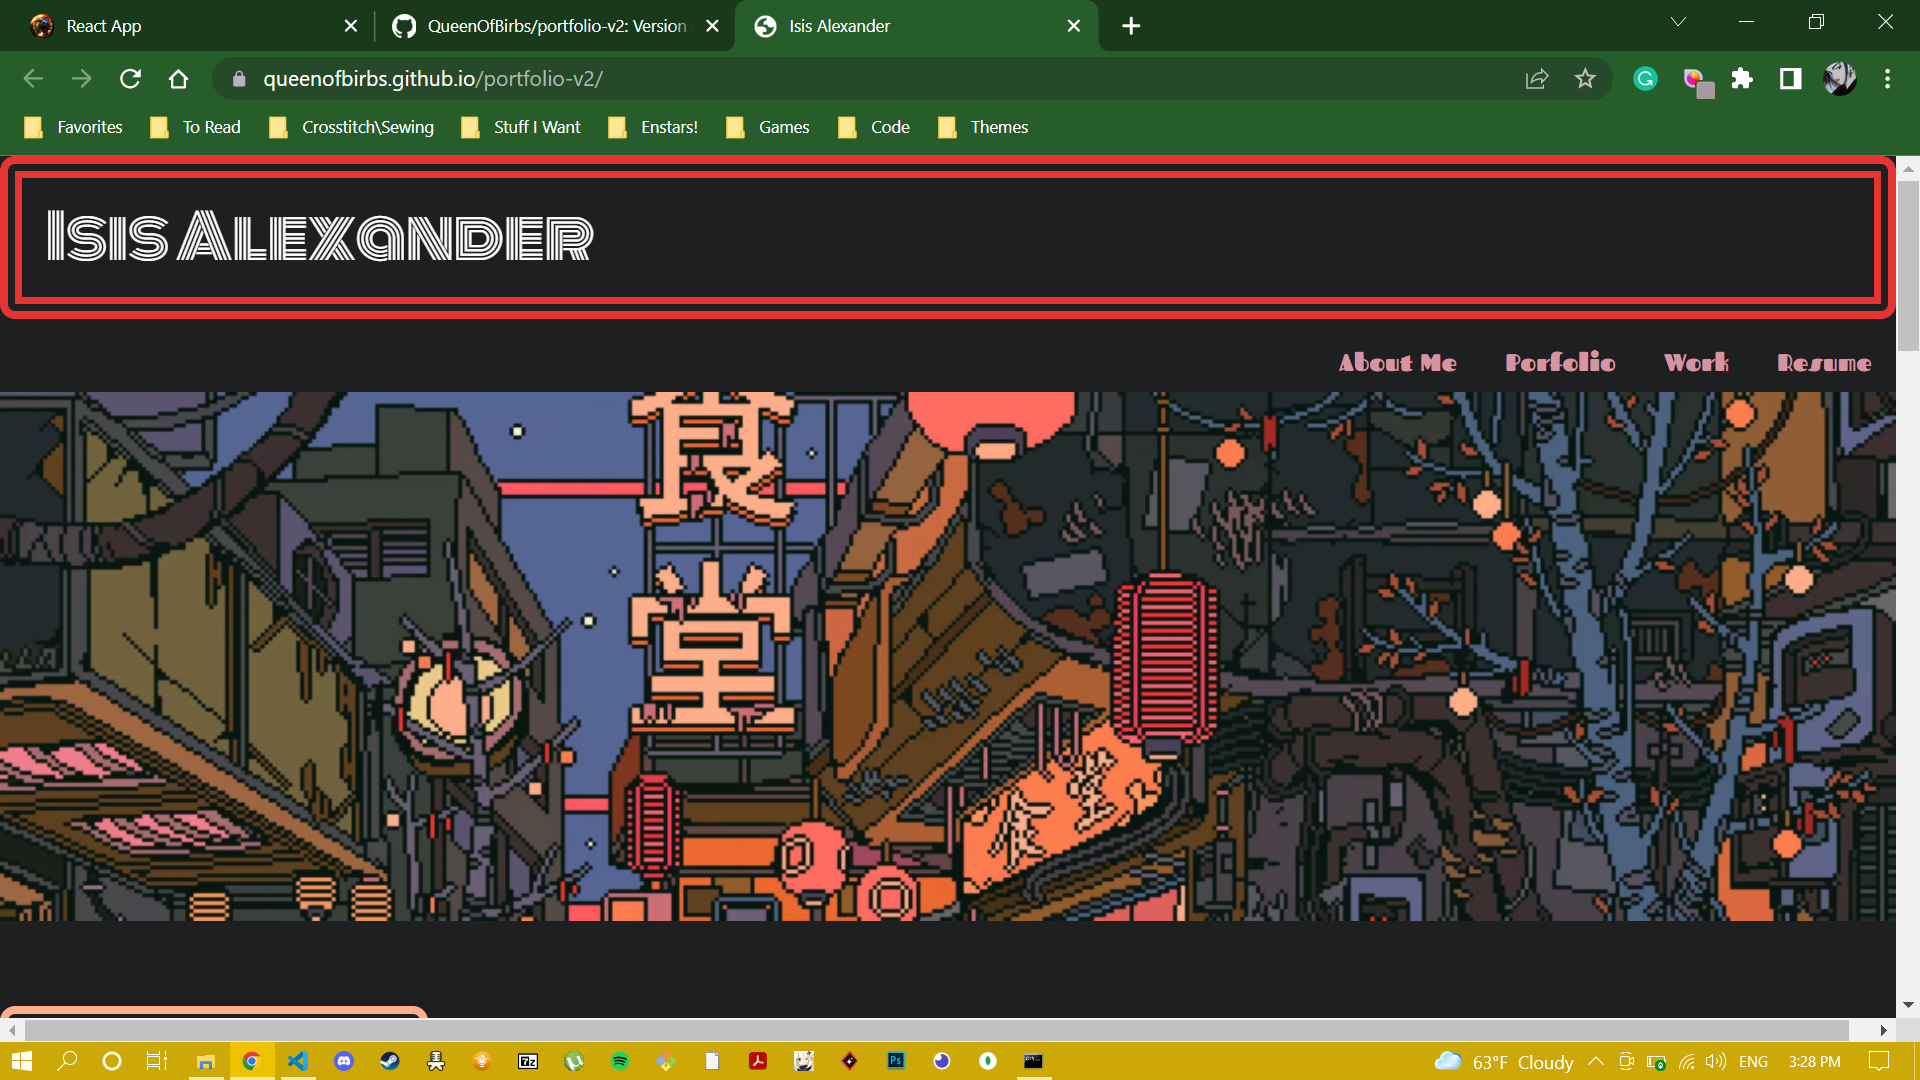 React App
QueenOfBirbs/portfolio-v2: Version
Isis Alexander
queenofbirbs.github.io/portfolio-v2/
Favorites
To Read
Crosstitch\Sewing
Stuff I Want
Enstars!
Games
Code
Themes
Isis Alexander
About Me
Porfolio
Work
Resume
食
堂
63°F Cloudy
ENG
3:28 PM